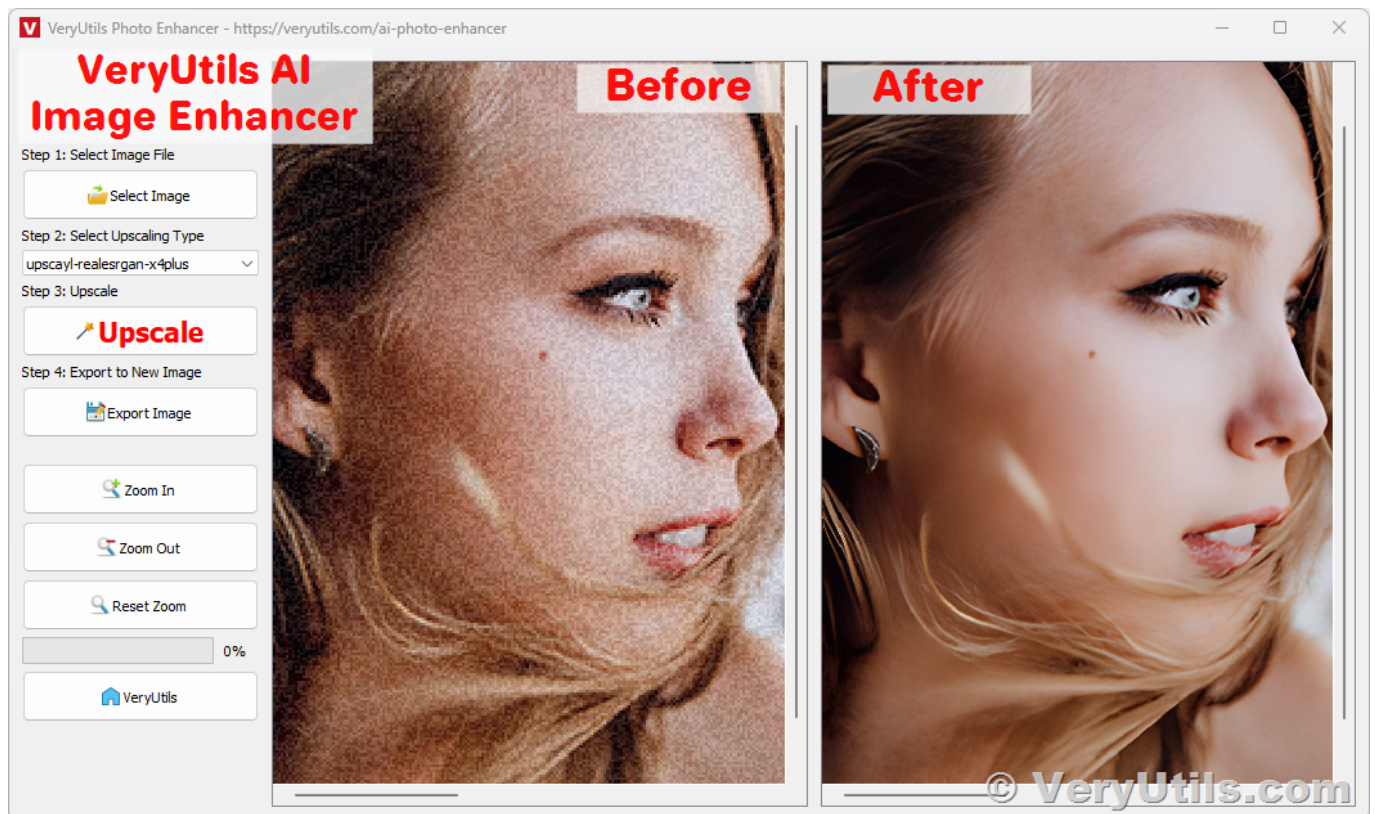 VeryUtils Photo Enhancer - https://veryutils.com/ai-photo-enhancer
VeryUtils AI
Image Enhancer
Before
After
Step 1: Select Image File
Select Image
Step 2: Select Upscaling Type
upscayl-realesrgan-x4plus
Step 3: Upscale
Upscale
Step 4: Export to New Image
Export Image
Zoom In
Zoom Out
Reset Zoom
0%
VeryUtils
© VeryUtils.com